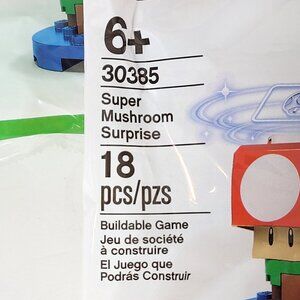 6+
30385
Super
Mushroom
Surprise
18
pcs/pzs
Buildable Game
Jeu de société
à construire
El Juego que
Podrás Construir